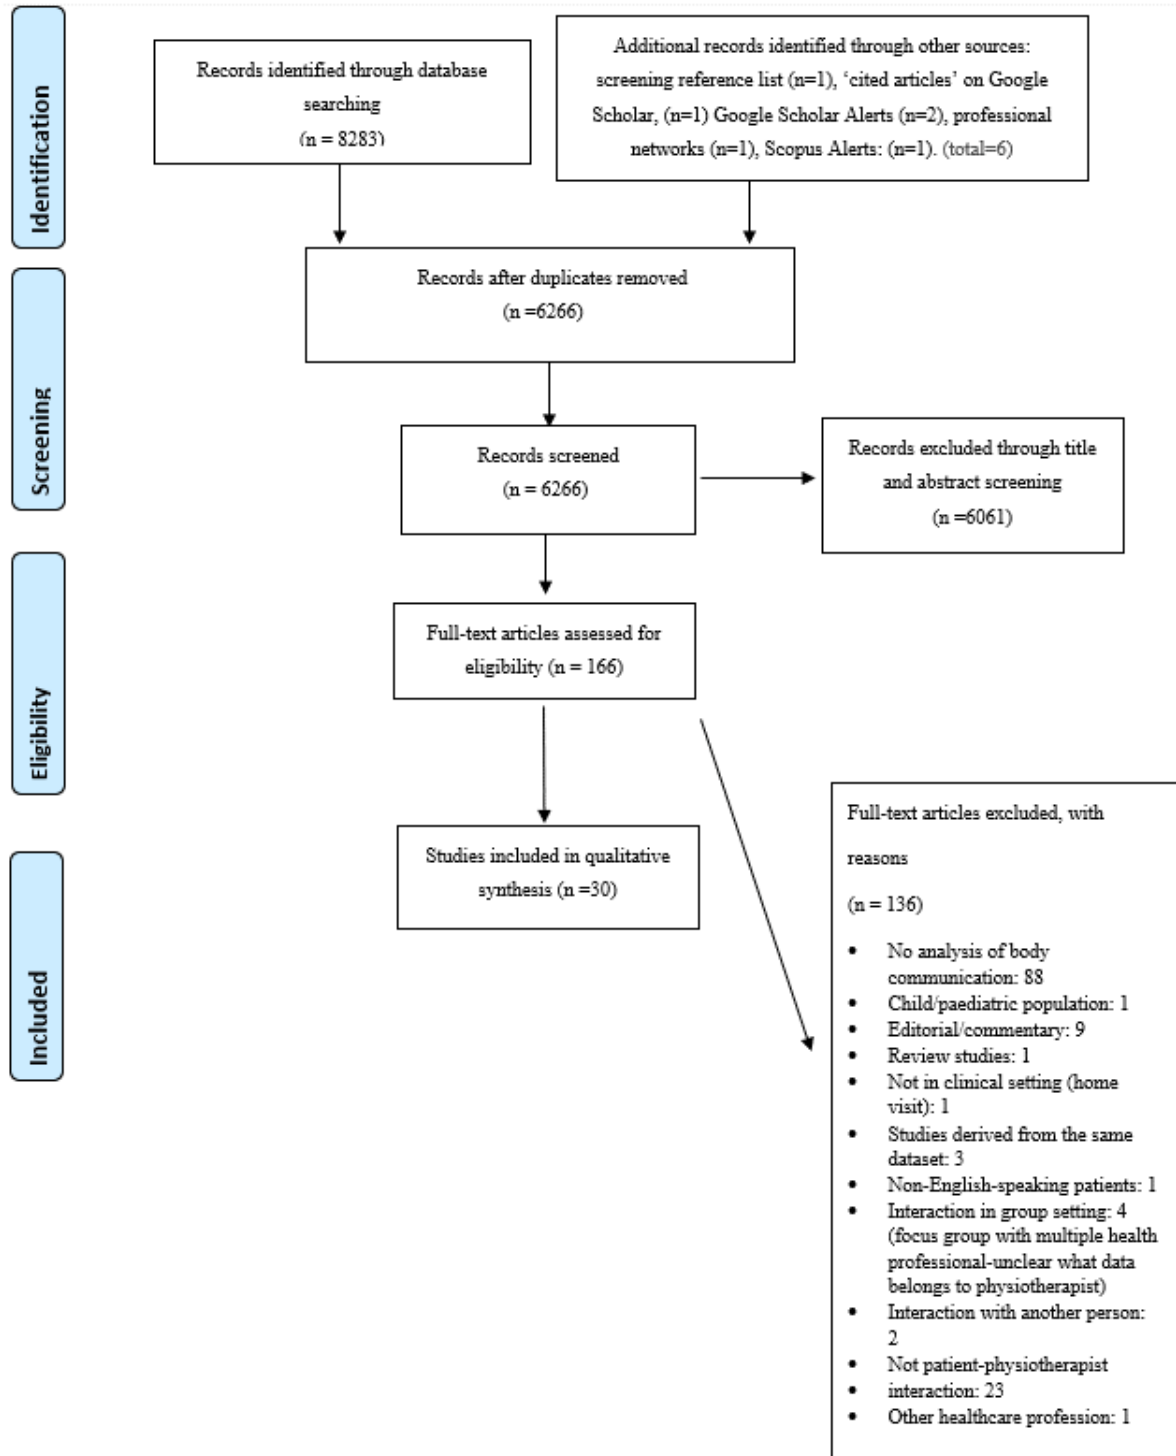 Identification
Records identified through database
searching
(n = 8283)
Additional records identified through other sources:
screening reference list (n=1), ‘cited articles’ on Google
Scholar, (n=1) Google Scholar Alerts (n=2), professional
networks (n=1), Scopus Alerts: (n=1). (total=6)
Records after duplicates removed
(n =6266)
Screening
Records screened
(n = 6266)
Records excluded through title
and abstract screening
(n =6061)
Eligibility
Full-text articles assessed for
eligibility (n = 166)
Included
Studies included in qualitative
synthesis (n =30)
Full-text articles excluded, with
reasons
(n = 136)
• No analysis of body
communication: 88
• Child/paediatric population: 1
• Editorial/commentary: 9
• Review studies: 1
• Not in clinical setting (home
visit): 1
• Studies derived from the same
dataset: 3
• Non-English-speaking patients: 1
• Interaction in group setting: 4
(focus group with multiple health
professional-unclear what data
belongs to physiotherapist)
• Interaction with another person:
2
• Not patient-physiotherapist
• interaction: 23
• Other healthcare profession: 1